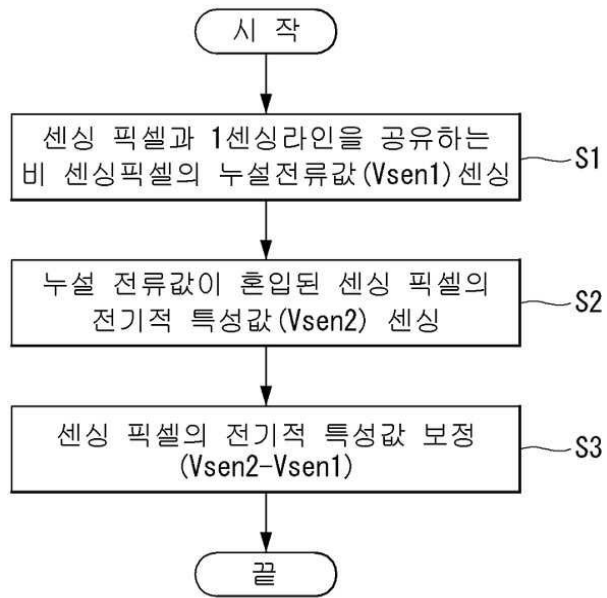 시 작
센싱 픽셀과 1센싱라인을 공유하는
비 센싱픽셀의 누설전류값(Vsen1)센싱
S1
누설 전류값이 혼입된 센싱 픽셀의
전기적 특성값(Vsen2) 센싱
S2
센싱 픽셀의 전기적 특성값 보정
(Vsen2-Vsen1)
S3
끝